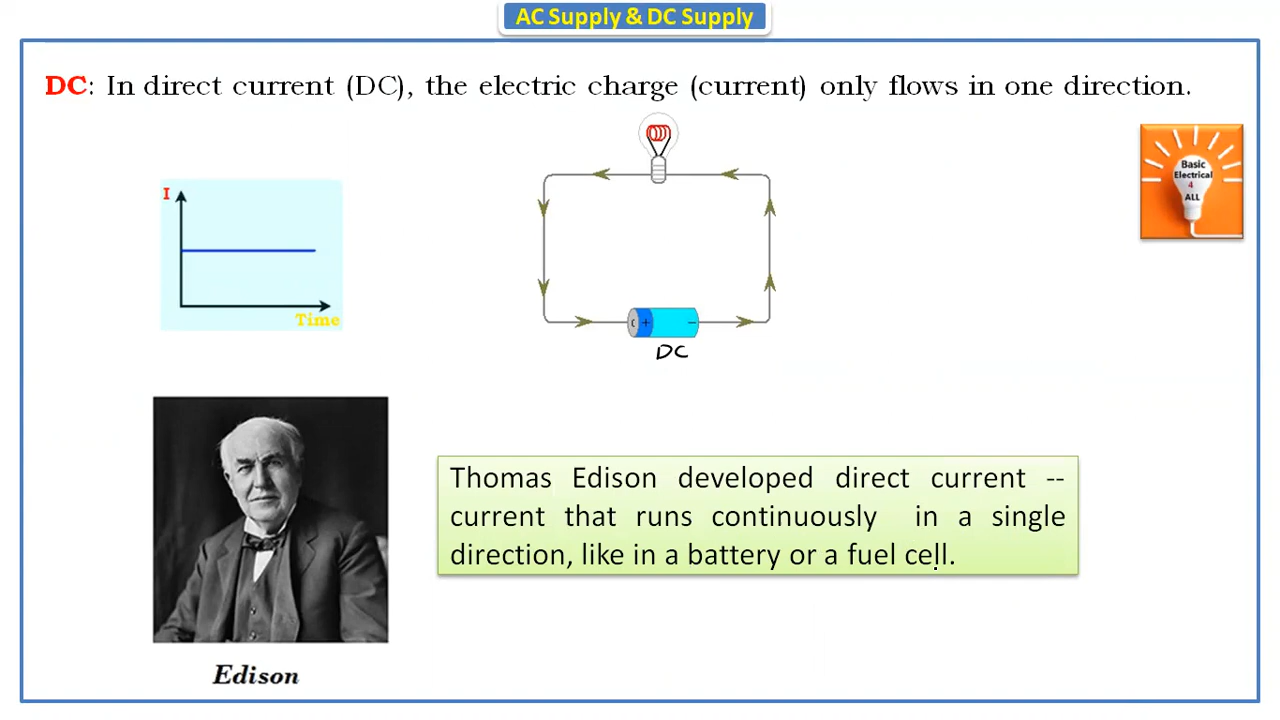 AC Supply & DC Supply
DC: In direct current (DC), the electric charge (current) only flows in one direction.
Basic
Electrical
4
ALL
I
Time
+ −
DC
Thomas Edison developed direct current --
current that runs continuously in a single
direction, like in a battery or a fuel cell.
Edison